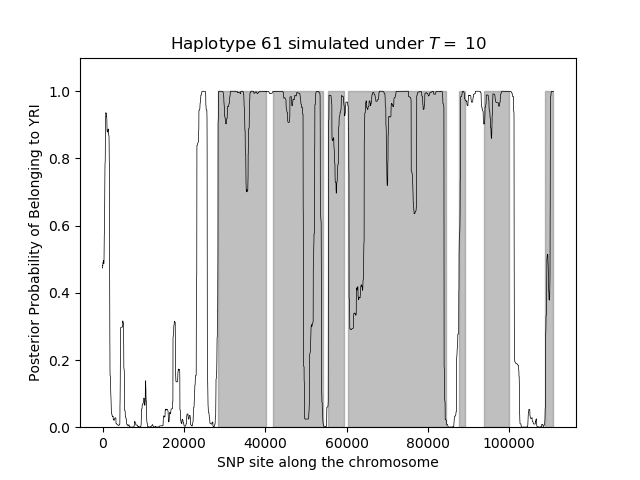 Haplotype 61 simulated under T = 10
Posterior Probability of Belonging to YRI
1.0
0.8
0.6
0.4
0.2
0.0
0 20000 40000 60000 80000 100000
SNP site along the chromosome